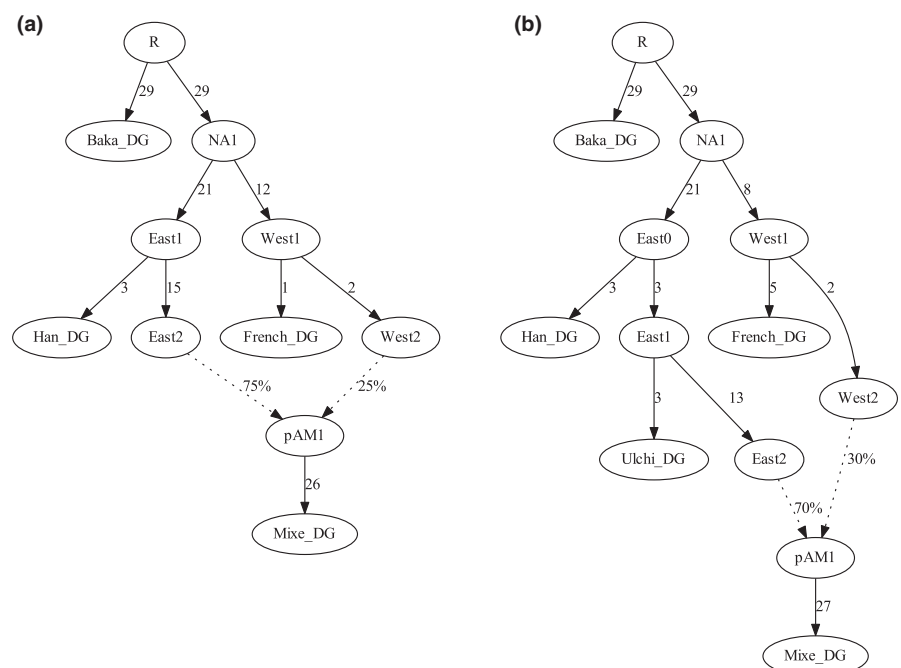 (a)
R
29 29
Baka_DG NA1
21 12
East1 West1
3 15 1 2
Han_DG East2 French_DG West2
75% 25%
pAM1
26
Mixe_DG
(b)
R
29 29
Baka_DG NA1
21 8
East0 West1
3 3 5 2
Han_DG East1 French_DG
3 13 West2
Ulchi_DG East2 30%
70%
pAM1
27
Mixe_DG